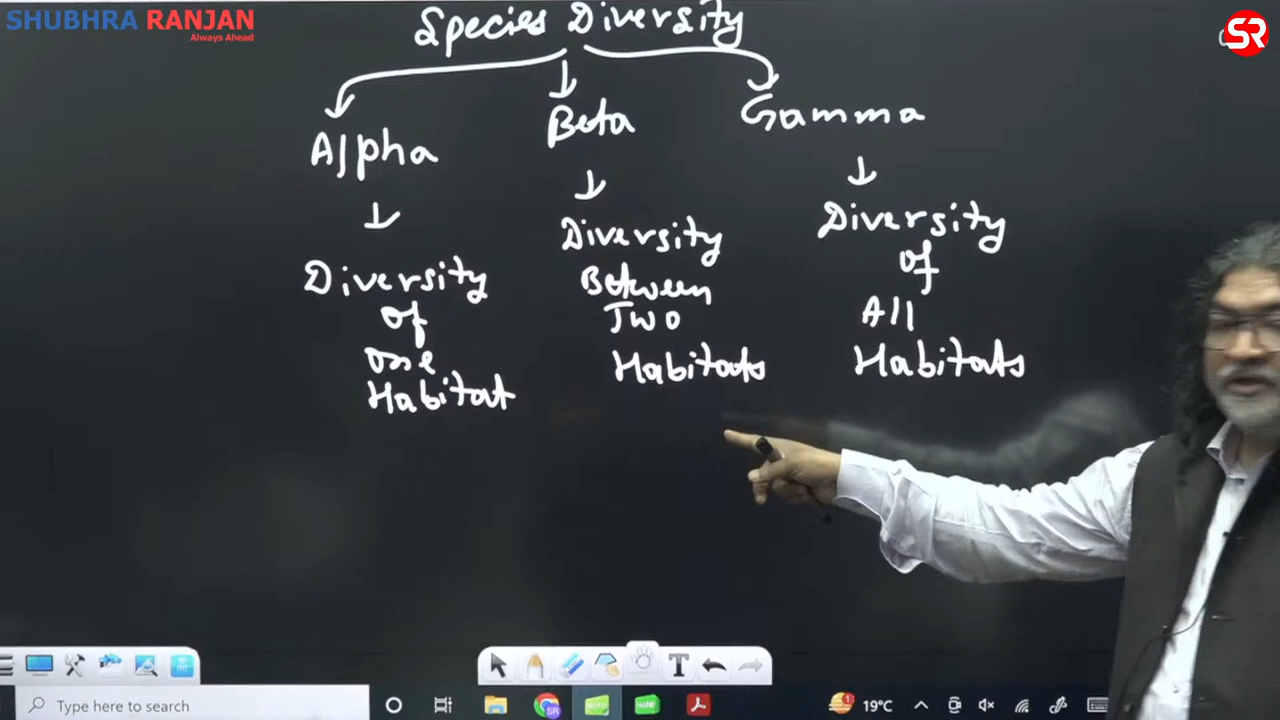 SHUBHRA RANJAN
Always Ahead
SR
Species Diversity
Alpha
Beta
Gamma
Diversity
of
one
Habitat
Diversity
Between
Two
Habitats
Diversity
of
All
Habitats
Type here to search
19°C